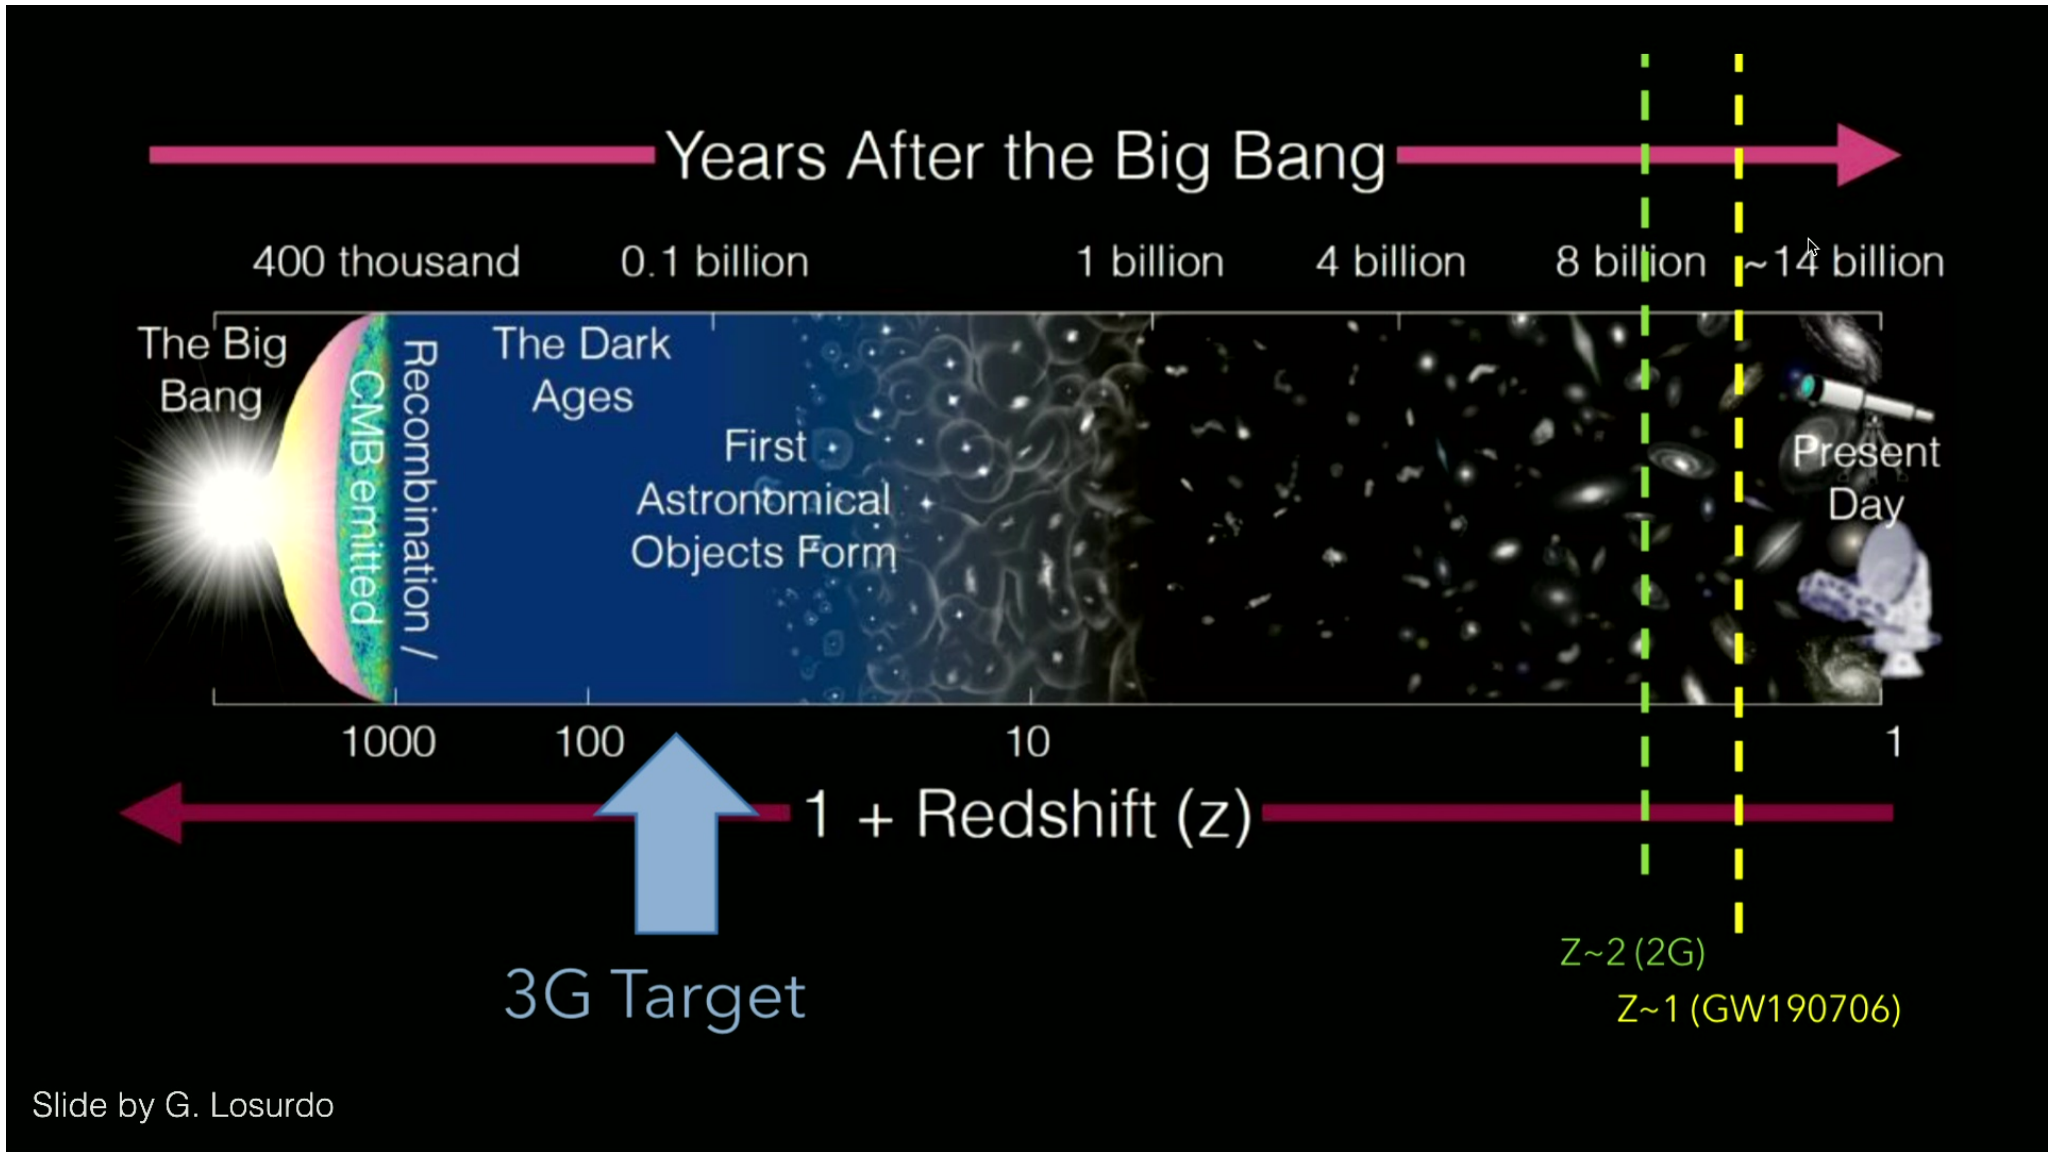 Years After the Big Bang
400 thousand
0.1 billion
1 billion
4 billion
8 billion
~14 billion
The Big
Bang
CMB emitted
Recombination /
The Dark
Ages
First
Astronomical
Objects Form
Present
Day
1000
100
10
1
1 + Redshift (z)
3G Target
Z~2 (2G)
Z~1 (GW190706)
Slide by G. Losurdo